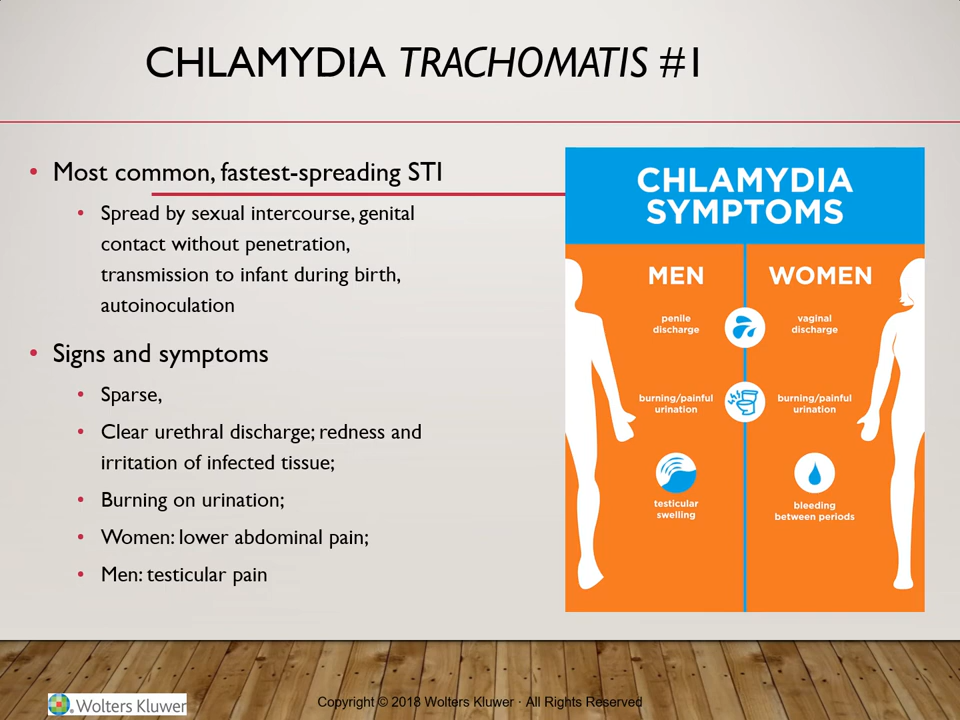 CHLAMYDIA TRACHOMATIS #1
• Most common, fastest-spreading STI
• Spread by sexual intercourse, genital
contact without penetration,
transmission to infant during birth,
autoinoculation
• Signs and symptoms
• Sparse,
• Clear urethral discharge; redness and
irritation of infected tissue;
• Burning on urination;
• Women: lower abdominal pain;
• Men: testicular pain
CHLAMYDIA
SYMPTOMS
MEN
WOMEN
penile
discharge
vaginal
discharge
burning/painful
urination
burning/painful
urination
testicular
swelling
bleeding
between periods
Wolters Kluwer
Copyright © 2018 Wolters Kluwer · All Rights Reserved